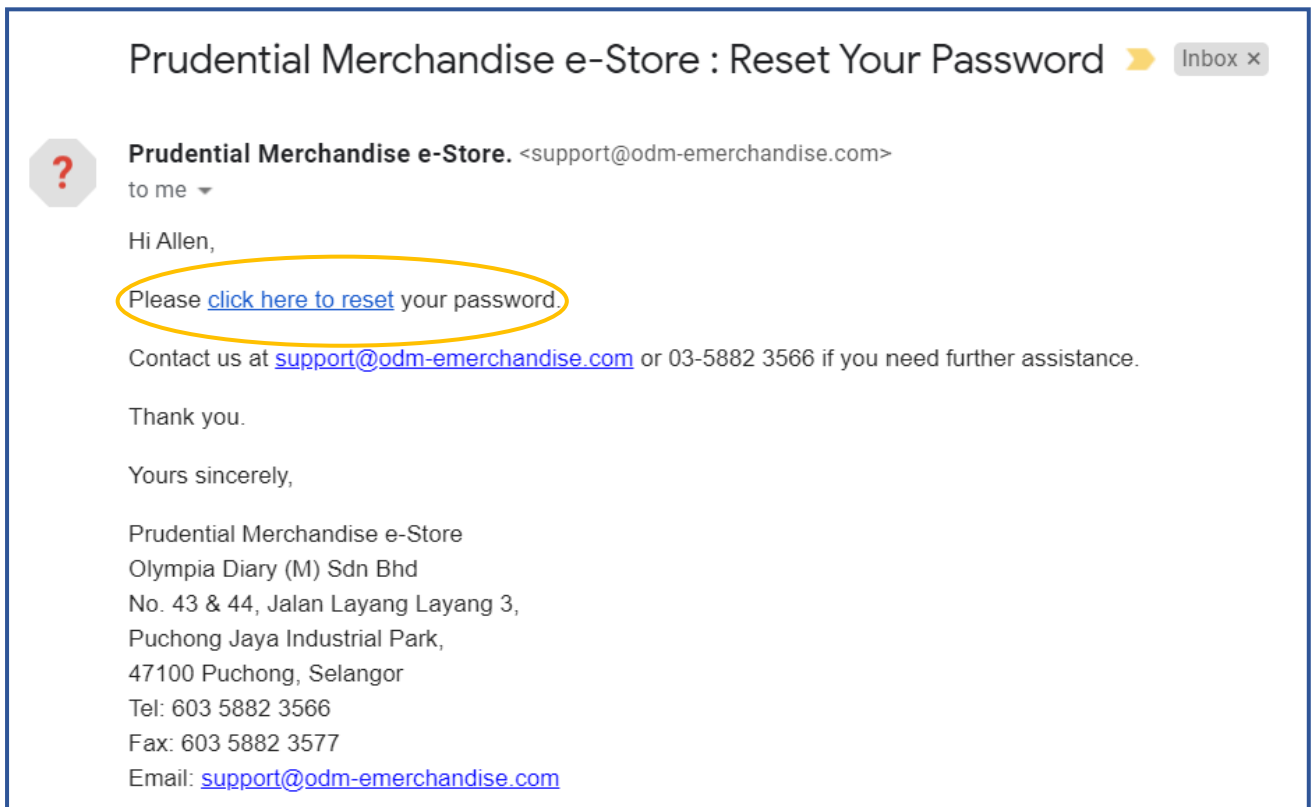 Prudential Merchandise e-Store : Reset Your Password Inbox ×
?
Prudential Merchandise e-Store. <support@odm-emerchandise.com>
to me
Hi Allen,
Please click here to reset your password.
Contact us at support@odm-emerchandise.com or 03-5882 3566 if you need further assistance.
Thank you.
Yours sincerely,
Prudential Merchandise e-Store
Olympia Diary (M) Sdn Bhd
No. 43 & 44, Jalan Layang Layang 3,
Puchong Jaya Industrial Park,
47100 Puchong, Selangor
Tel: 603 5882 3566
Fax: 603 5882 3577
Email: support@odm-emerchandise.com